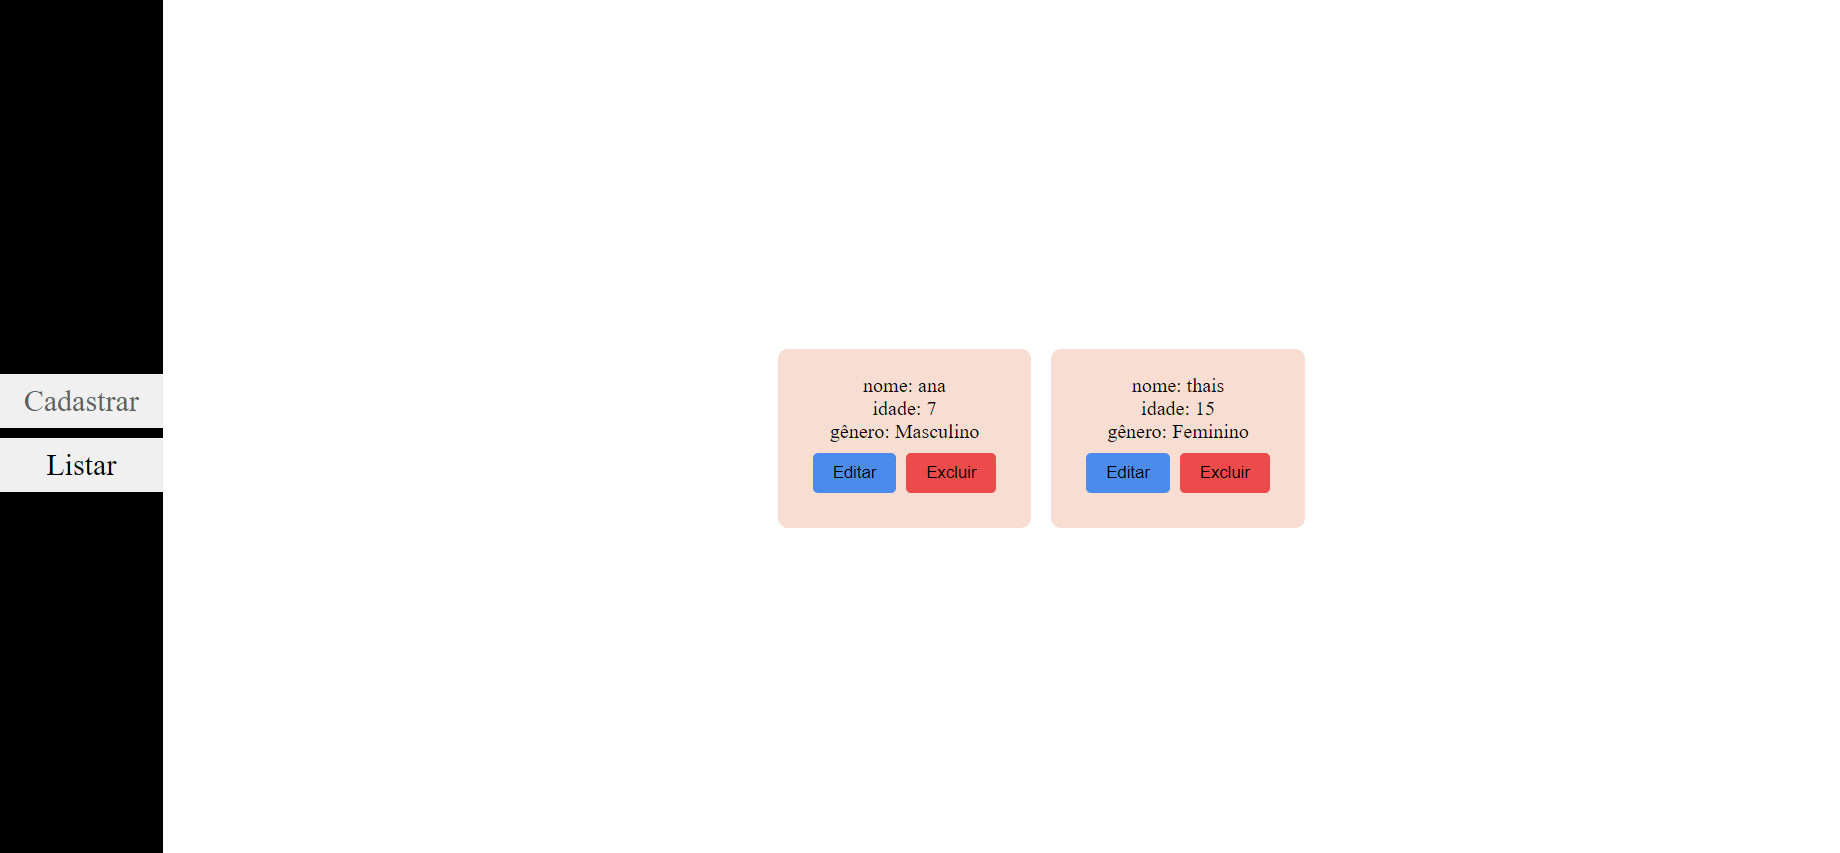 Cadastrar
Listar
nome: ana
idade: 7
gênero: Masculino
Editar Excluir
nome: thais
idade: 15
gênero: Feminino
Editar Excluir